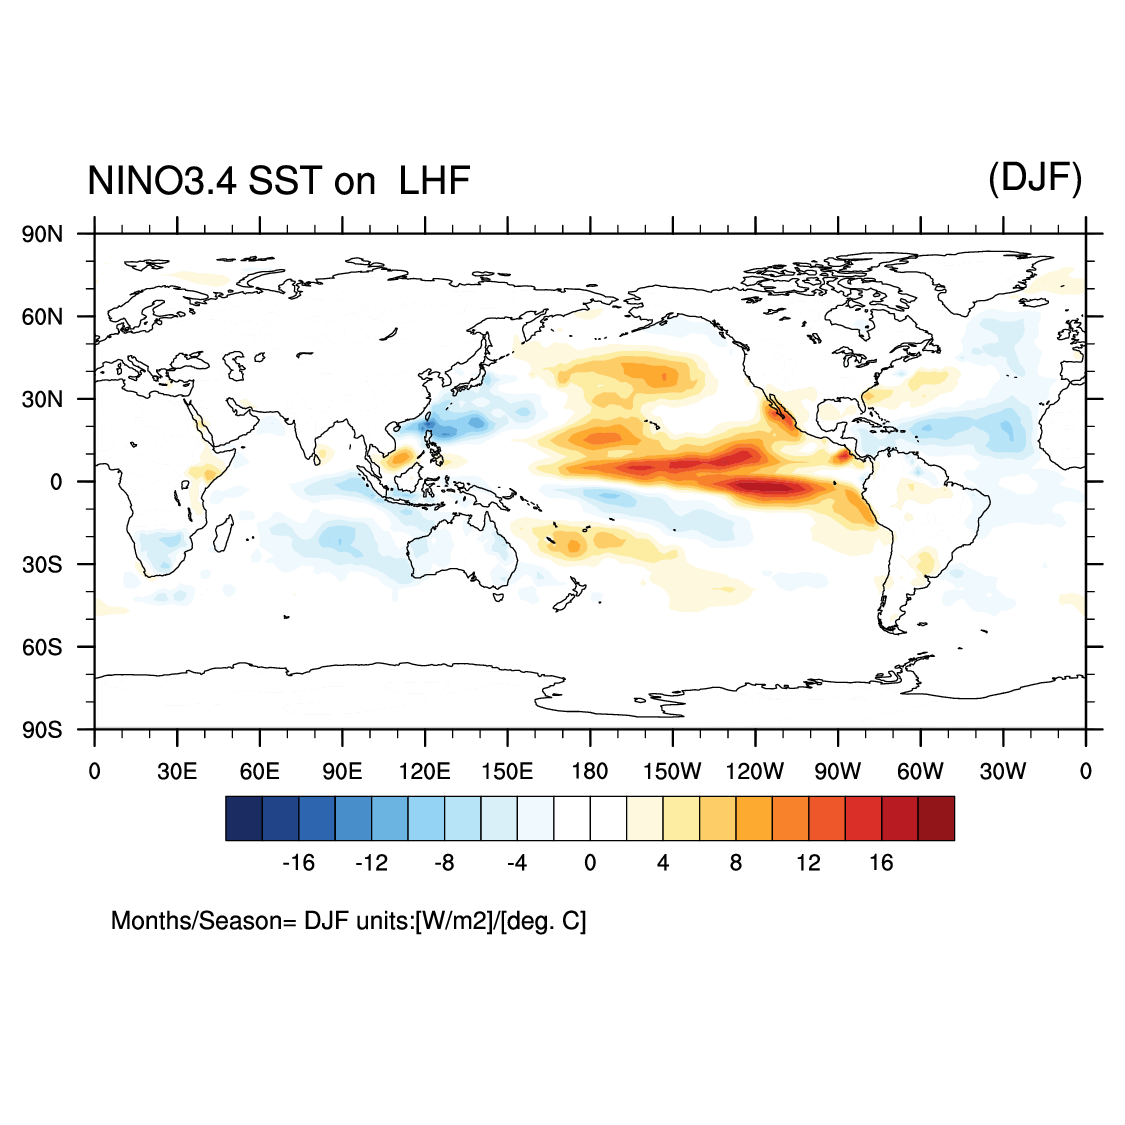 NINO3.4 SST on  LHF (DJF)
90N
60N
30N
0
30S
60S
90S
0 30E 60E 90E 120E 150E 180 150W 120W 90W 60W 30W 0
-16 -12 -8 -4 0 4 8 12 16
Months/Season= DJF units:[W/m2]/[deg. C]